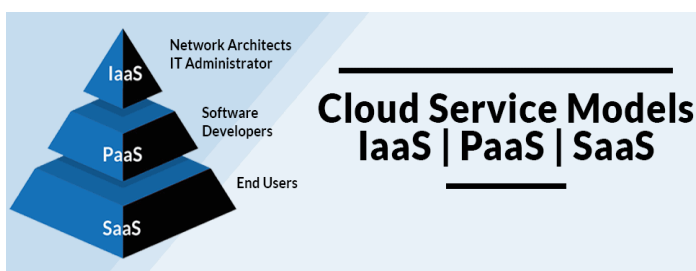 IaaS
Network Architects
IT Administrator
PaaS
Software
Developers
SaaS
End Users
Cloud Service Models
IaaS | PaaS | SaaS